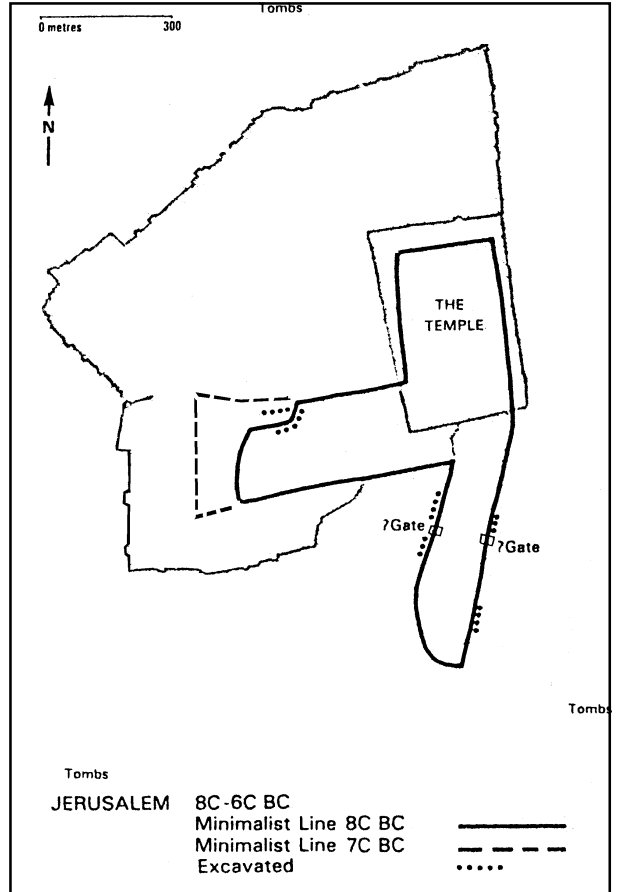 Tombs
0 metres 300
N
THE
TEMPLE
?Gate
?Gate
Tombs
Tombs
JERUSALEM 8C-6C BC
Minimalist Line 8C BC
Minimalist Line 7C BC
Excavated